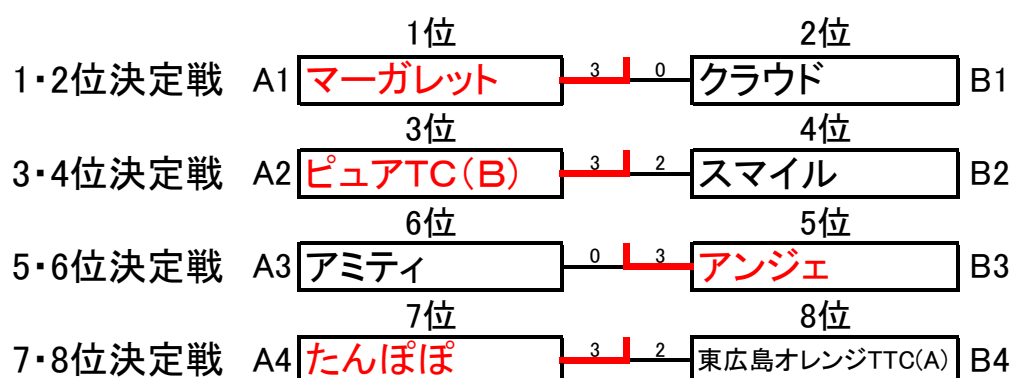 1位 2位
1・2位決定戦 A1 マーガレット 3 0 クラウド B1
3位 4位
3・4位決定戦 A2 ピュアTC(B) 3 2 スマイル B2
6位 5位
5・6位決定戦 A3 アミティ 0 3 アンジェ B3
7位 8位
7・8位決定戦 A4 たんぽぽ 3 2 東広島オレンジTTC(A) B4